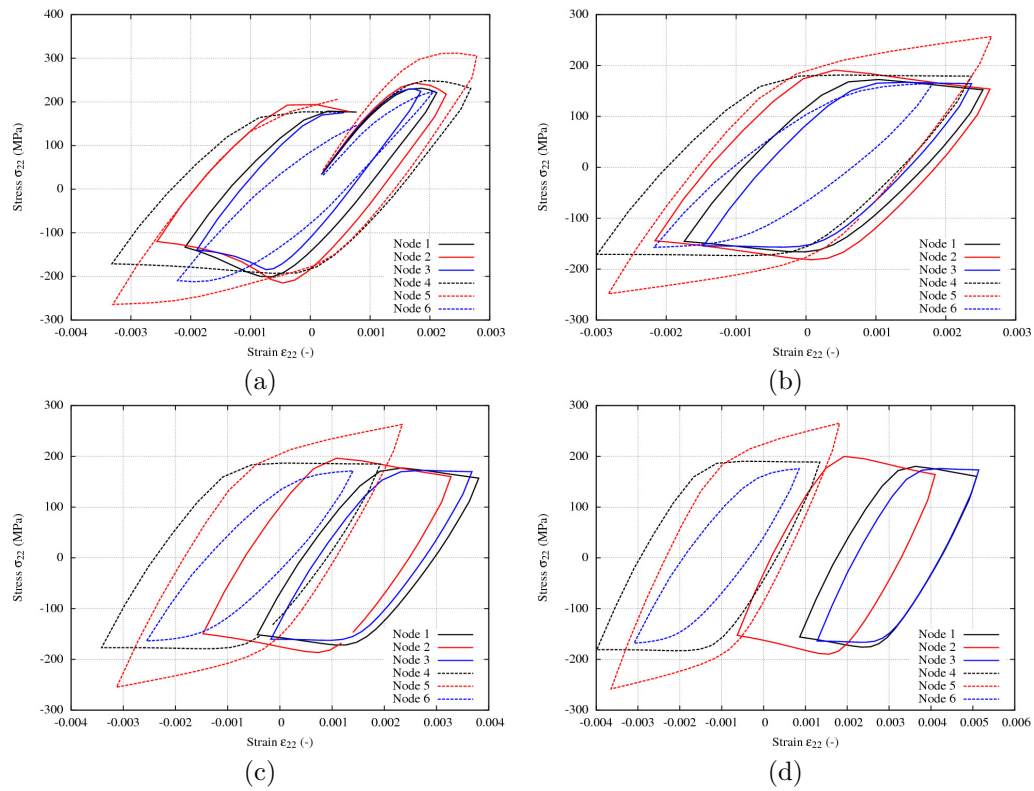 400
300
200
100
0
-100
-200
-300
-0.004 -0.003 -0.002 -0.001 0 0.001 0.002 0.003
Stress σ22 (MPa)
Strain ε22 (-)
Node 1
Node 2
Node 3
Node 4
Node 5
Node 6
(a)
300
200
100
0
-100
-200
-300
-0.003 -0.002 -0.001 0 0.001 0.002 0.003
Stress σ22 (MPa)
Strain ε22 (-)
Node 1
Node 2
Node 3
Node 4
Node 5
Node 6
(b)
300
200
100
0
-100
-200
-300
-0.004 -0.003 -0.002 -0.001 0 0.001 0.002 0.003 0.004
Stress σ22 (MPa)
Strain ε22 (-)
Node 1
Node 2
Node 3
Node 4
Node 5
Node 6
(c)
300
200
100
0
-100
-200
-300
-0.004 -0.003 -0.002 -0.001 0 0.001 0.002 0.003 0.004 0.005 0.006
Stress σ22 (MPa)
Strain ε22 (-)
Node 1
Node 2
Node 3
Node 4
Node 5
Node 6
(d)